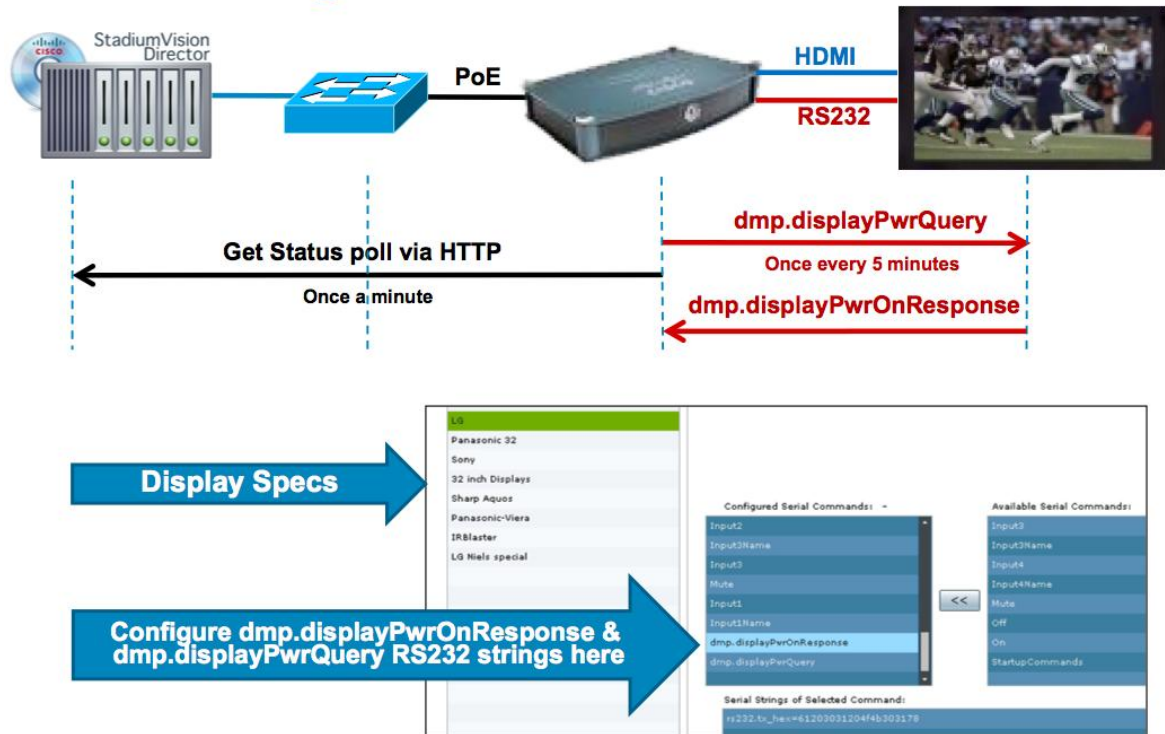 CISCO
StadiumVision
Director
PoE
HDMI
RS232
dmp.displayPwrQuery
Once every 5 minutes
Get Status poll via HTTP
Once a minute
dmp.displayPwrOnResponse
Display Specs
Configure dmp.displayPwrOnResponse &
dmp.displayPwrQuery RS232 strings here
LG
Panasonic 32
Sony
32 inch Displays
Sharp Aquos
Panasonic-Viera
IRBlaster
LG Niels special
Configured Serial Commands: -
Input2
Input3Name
Input3
Mute
Input1
Input1Name
dmp.displayPwrOnResponse
dmp.displayPwrQuery
<<
Available Serial Commands:
Input3
Input3Name
Input4
Input4Name
Mute
Off
On
StartupCommands
Serial Strings of Selected Command:
rs232.tx_hex=61203031204f4b303178